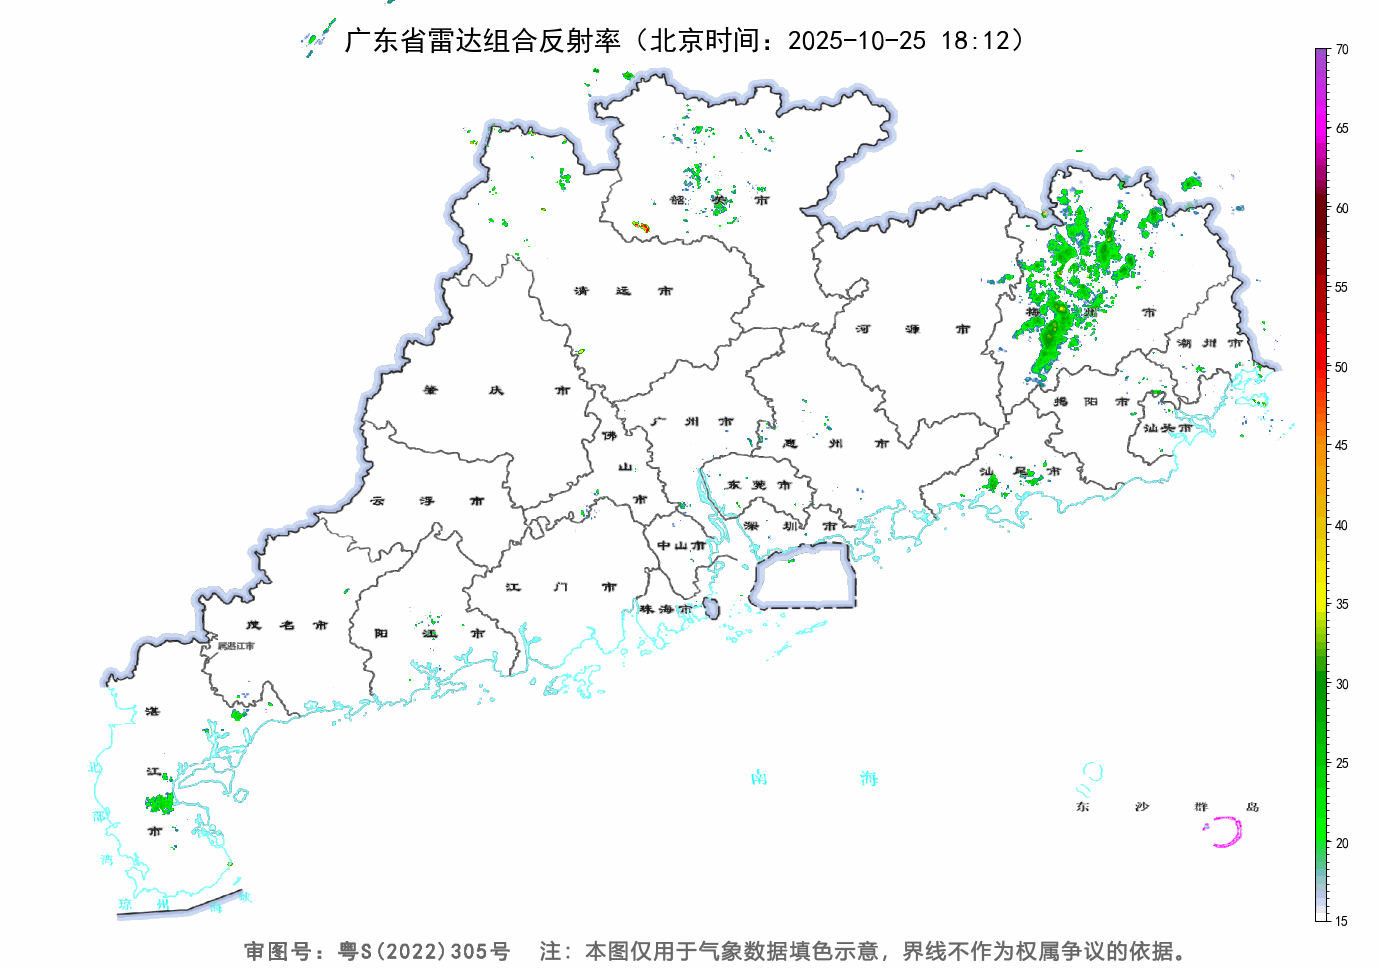 广东省雷达组合反射率（北京时间：2025-10-25 18:12）
70
65
60
55
50
45
40
35
30
25
20
15
韶关市
清远市
河源市
梅州市
潮州市
肇庆市
广州市
揭阳市
汕头市
佛山市
惠州市
汕尾市
云浮市
东莞市
深圳市
中山市
江门市
珠海市
茂名市
阳江市
属湛江市
湛江市
北部湾
琼州海峡
南海
东沙群岛
审图号：粤S(2022)305号 注：本图仅用于气象数据填色示意，界线不作为权属争议的依据。